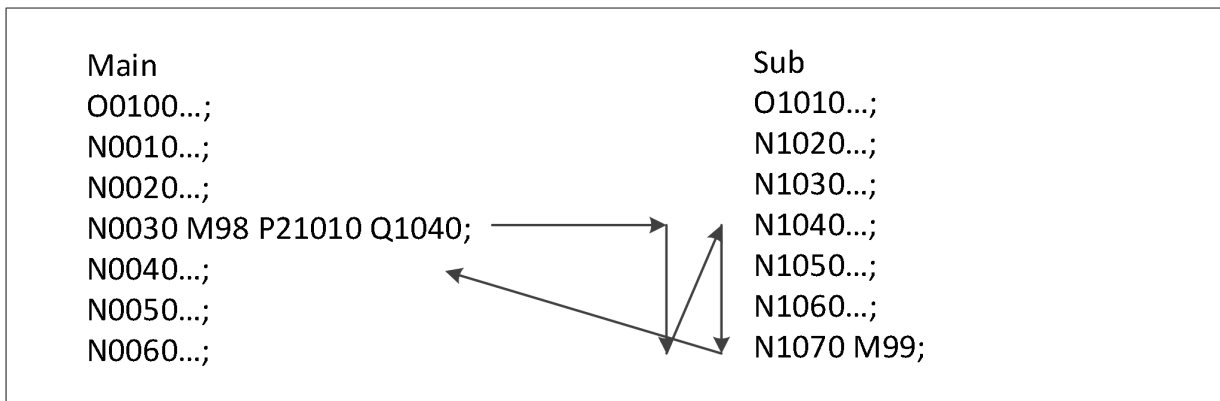 Main
O0100...;
N0010...;
N0020...;
N0030 M98 P21010 Q1040;
N0040...;
N0050...;
N0060...;
Sub
O1010...;
N1020...;
N1030...;
N1040...;
N1050...;
N1060...;
N1070 M99;